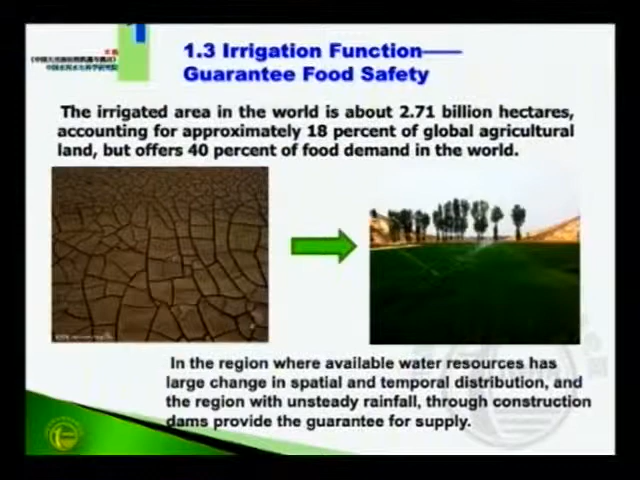 1
1.3 Irrigation Function——
Guarantee Food Safety
The irrigated area in the world is about 2.71 billion hectares,
accounting for approximately 18 percent of global agricultural
land, but offers 40 percent of food demand in the world.
In the region where available water resources has
large change in spatial and temporal distribution, and
the region with unsteady rainfall, through construction
dams provide the guarantee for supply.